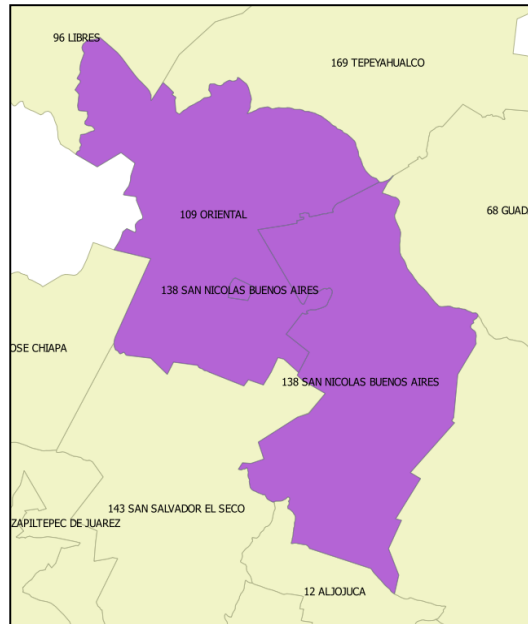 96 LIBRES
169 TEPEYAHUALCO
109 ORIENTAL
68 GUAD
138 SAN NICOLAS BUENOS AIRES
OSE CHIAPA
138 SAN NICOLAS BUENOS AIRES
143 SAN SALVADOR EL SECO
ZAPILTEPEC DE JUAREZ
12 ALJOJUCA